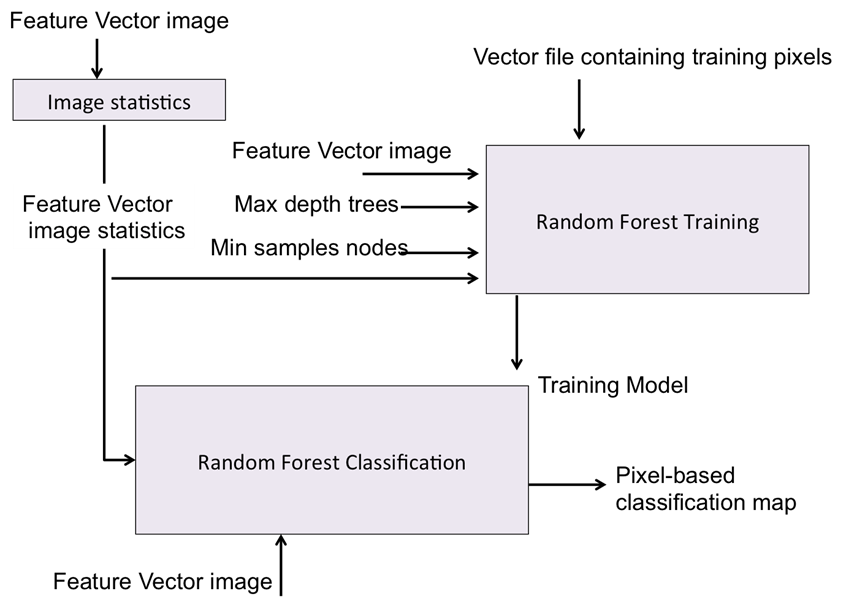 Feature Vector image
Image statistics
Vector file containing training pixels
Feature Vector image
Max depth trees
Min samples nodes
Random Forest Training
Feature Vector
image statistics
Training Model
Random Forest Classification
Pixel-based
classification map
Feature Vector image